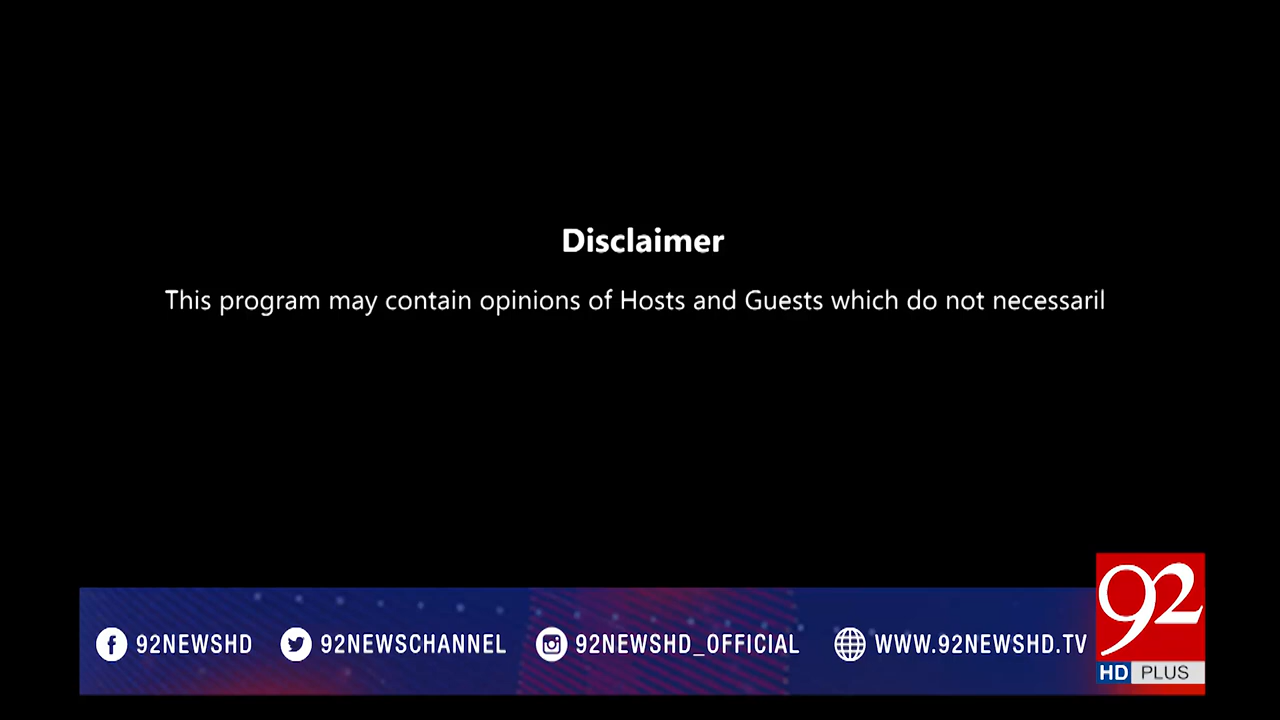 Disclaimer
This program may contain opinions of Hosts and Guests which do not necessaril
92NEWSHD 92NEWSCHANNEL 92NEWSHD_OFFICIAL WWW.92NEWSHD.TV
92
HD PLUS